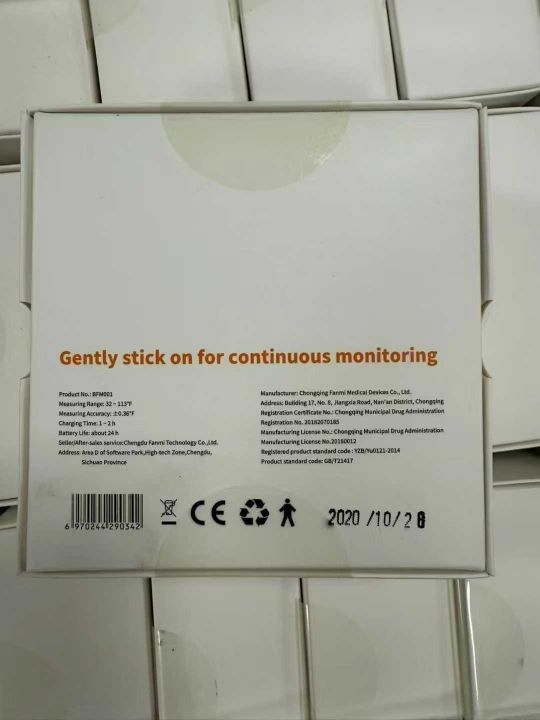 Gently stick on for continuous monitoring
Product No.: BFM001
Measuring Range: 32 ~ 113°F
Measuring Accuracy: ±0.36°F
Charging Time: 1 ~ 2 h
Battery Life: about 24 h
Seller/After-sales service:Chengdu Fanmi Technology Co.,Ltd.
Address: Area D of Software Park,High-tech Zone,Chengdu,
Sichuao Province
Manufacturer: Chongqing Fanmi Medical Devices Co., Ltd.
Address: Building 17, No. 8, Jiangxia Road, Nan'an District, Chongqing
Registration Certificate No.: Chongqing Municipal Drug Administration
Registration No. 20182070185
Manufacturing License No.: Chongqing Municipal Drug Administration
Manufacturing License No.20160012
Registered product standard code : YZB/Yu0121-2014
Product standard code: GB/T21417
6 970244 290342
CE
2020 /10/28